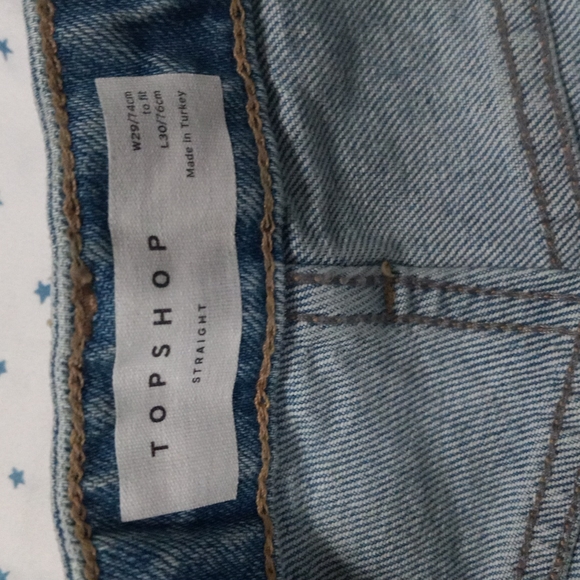 TOPSHOP
STRAIGHT
W29/74cm
to fit
L30/76cm
Made in Turkey